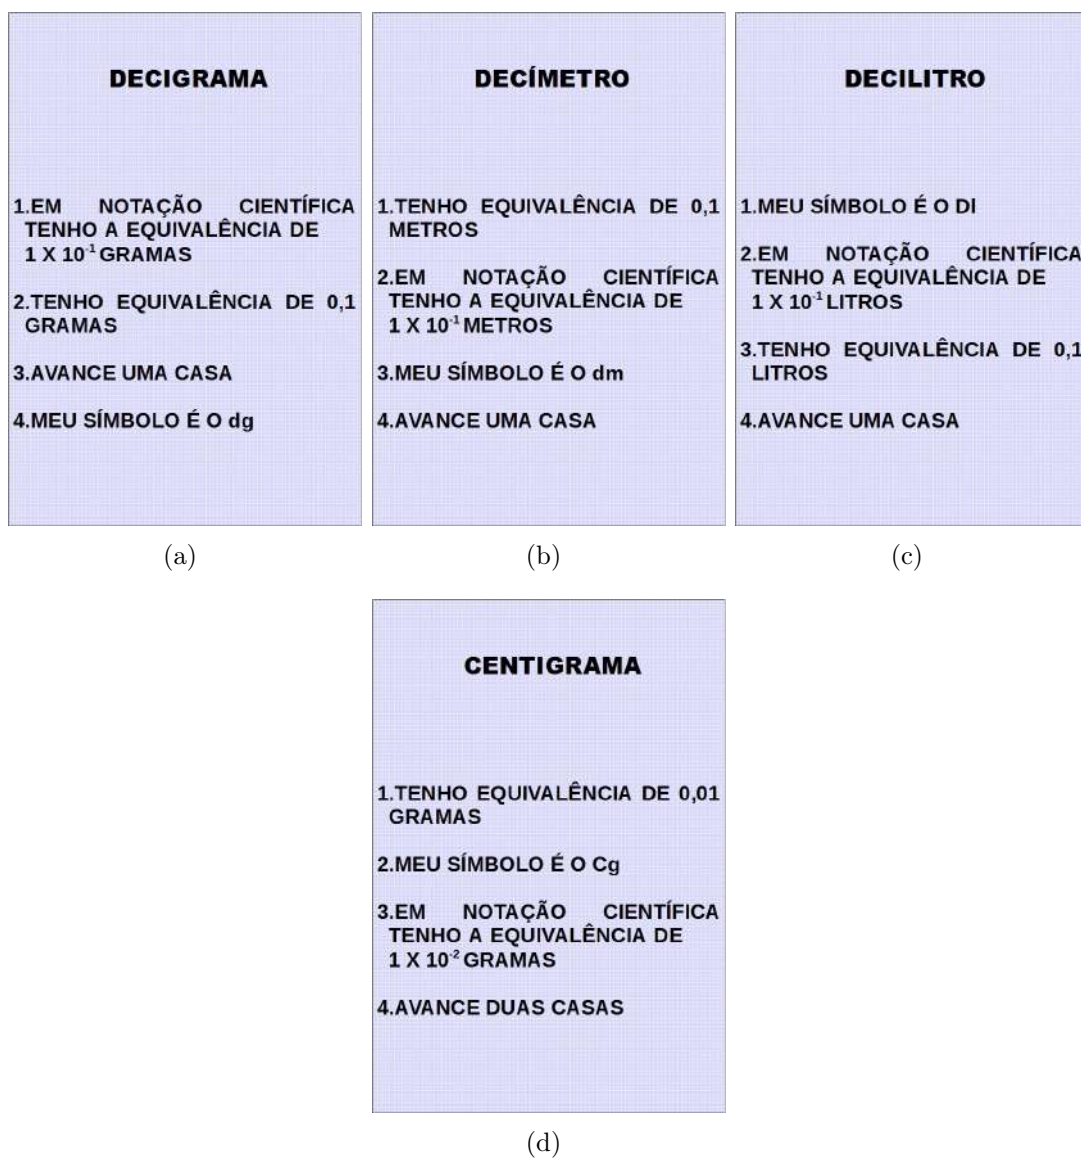 DECIGRAMA
1.EM NOTAÇÃO CIENTÍFICA
TENHO A EQUIVALÊNCIA DE
1 X 10⁻¹ GRAMAS
2.TENHO EQUIVALÊNCIA DE 0,1
GRAMAS
3.AVANCE UMA CASA
4.MEU SÍMBOLO É O dg
(a)
DECÍMETRO
1.TENHO EQUIVALÊNCIA DE 0,1
METROS
2.EM NOTAÇÃO CIENTÍFICA
TENHO A EQUIVALÊNCIA DE
1 X 10⁻¹ METROS
3.MEU SÍMBOLO É O dm
4.AVANCE UMA CASA
(b)
DECILITRO
1.MEU SÍMBOLO É O Dl
2.EM NOTAÇÃO CIENTÍFICA
TENHO A EQUIVALÊNCIA DE
1 X 10⁻¹ LITROS
3.TENHO EQUIVALÊNCIA DE 0,1
LITROS
4.AVANCE UMA CASA
(c)
CENTIGRAMA
1.TENHO EQUIVALÊNCIA DE 0,01
GRAMAS
2.MEU SÍMBOLO É O Cg
3.EM NOTAÇÃO CIENTÍFICA
TENHO A EQUIVALÊNCIA DE
1 X 10⁻² GRAMAS
4.AVANCE DUAS CASAS
(d)